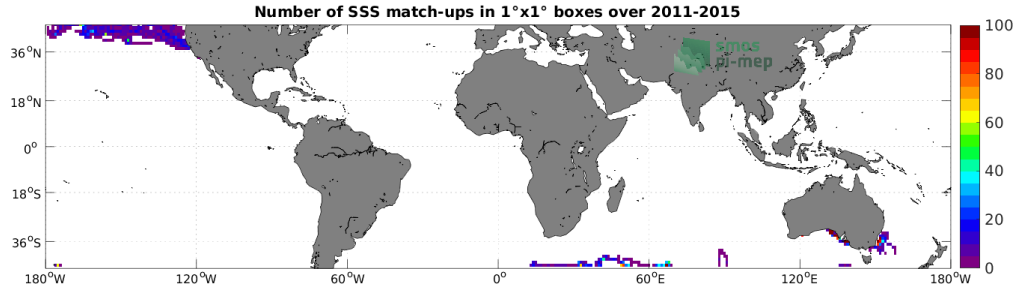 Number of SSS match-ups in 1°x1° boxes over 2011-2015
smos
pi-mep
36°N
18°N
0°
18°S
36°S
180°W
120°W
60°W
0°
60°E
120°E
180°W
100
80
60
40
20
0